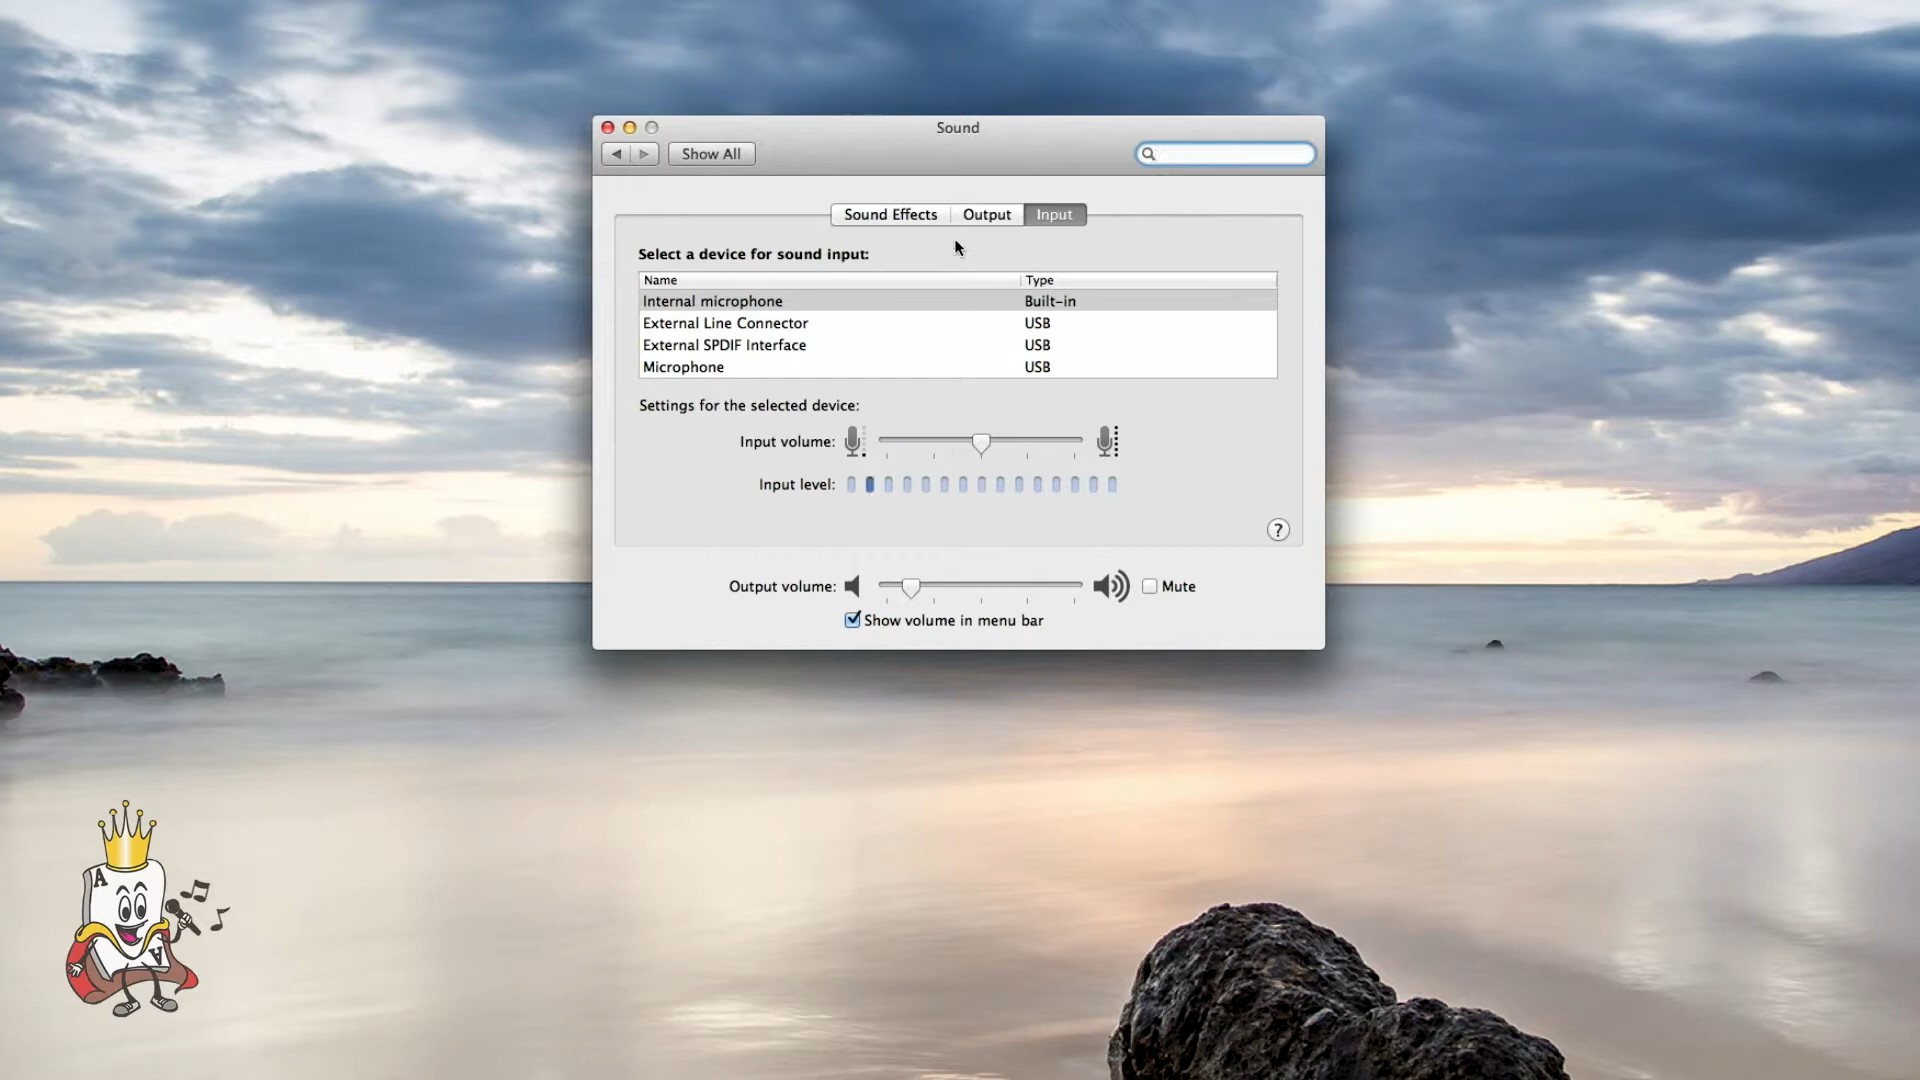 Sound
Show All
Sound Effects Output Input
Select a device for sound input:
Name Type
Internal microphone Built-in
External Line Connector USB
External SPDIF Interface USB
Microphone USB
Settings for the selected device:
Input volume:
Input level:
?
Output volume: Mute
Show volume in menu bar
A
A